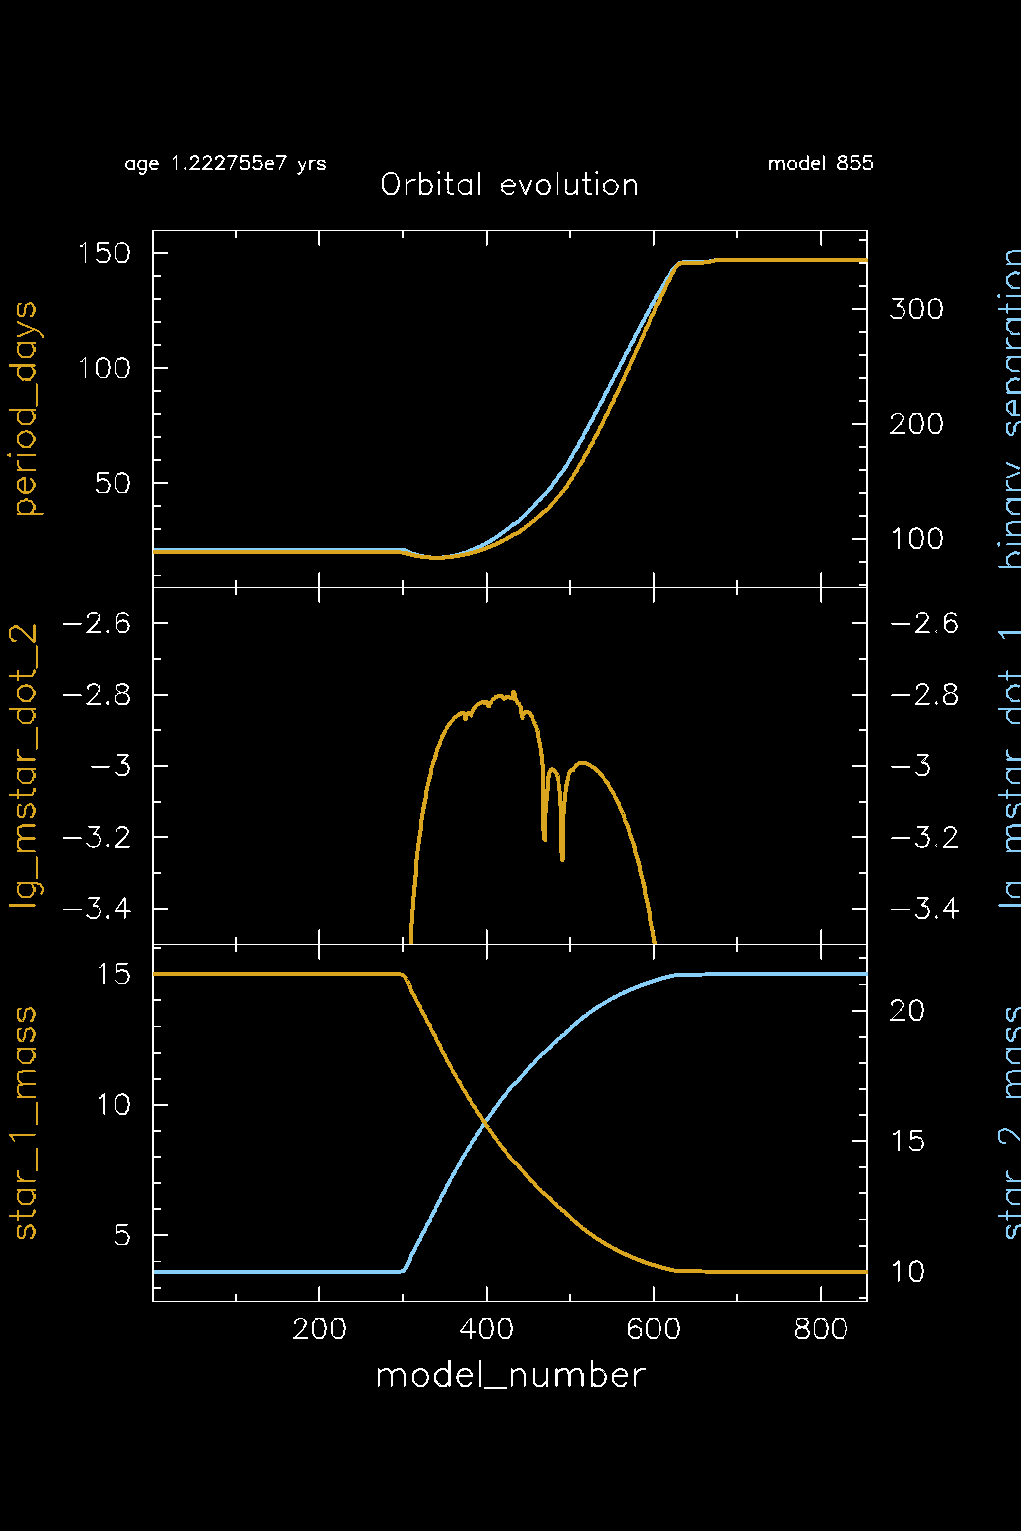 age 1.222755e7 yrs
model 855
Orbital evolution
period_days
150
100
50
300
200
100
binary_separation
lg_mstar_dot_2
−2.6
−2.8
−3
−3.2
−3.4
−2.6
−2.8
−3
−3.2
−3.4
lg_mstar_dot_1
star_1_mass
15
10
5
20
15
10
star_2_mass
200 400 600 800
model_number